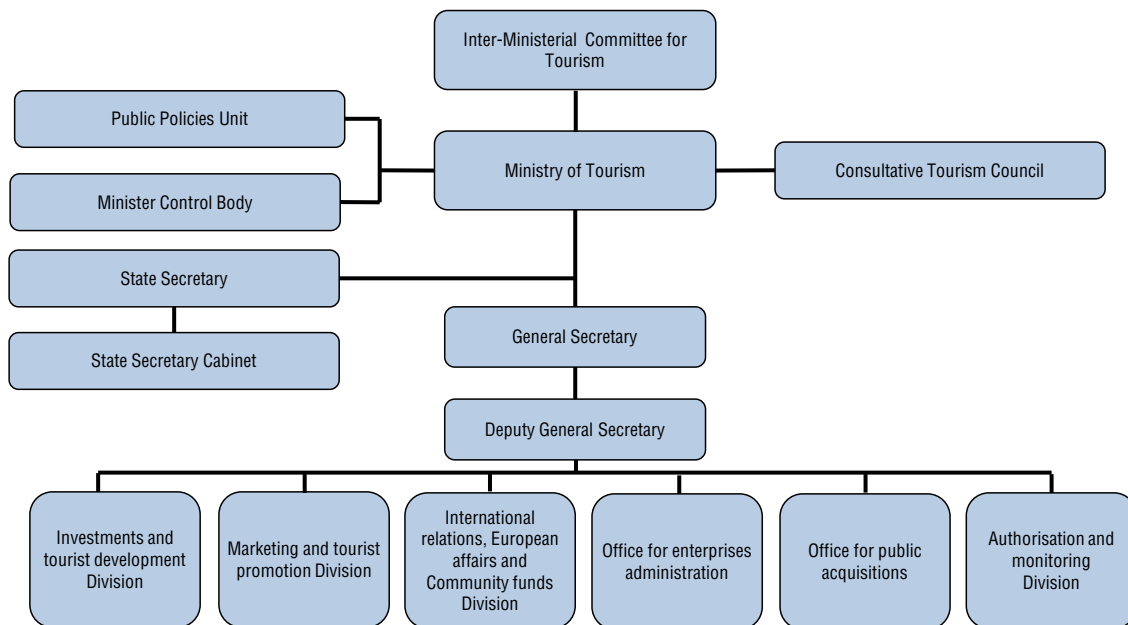 Inter-Ministerial Committee for
Tourism
Public Policies Unit
Ministry of Tourism
Consultative Tourism Council
Minister Control Body
State Secretary
General Secretary
State Secretary Cabinet
Deputy General Secretary
Investments and
tourist development
Division
Marketing and tourist
promotion Division
International
relations, European
affairs and
Community funds
Division
Office for enterprises
administration
Office for public
acquisitions
Authorisation and
monitoring
Division